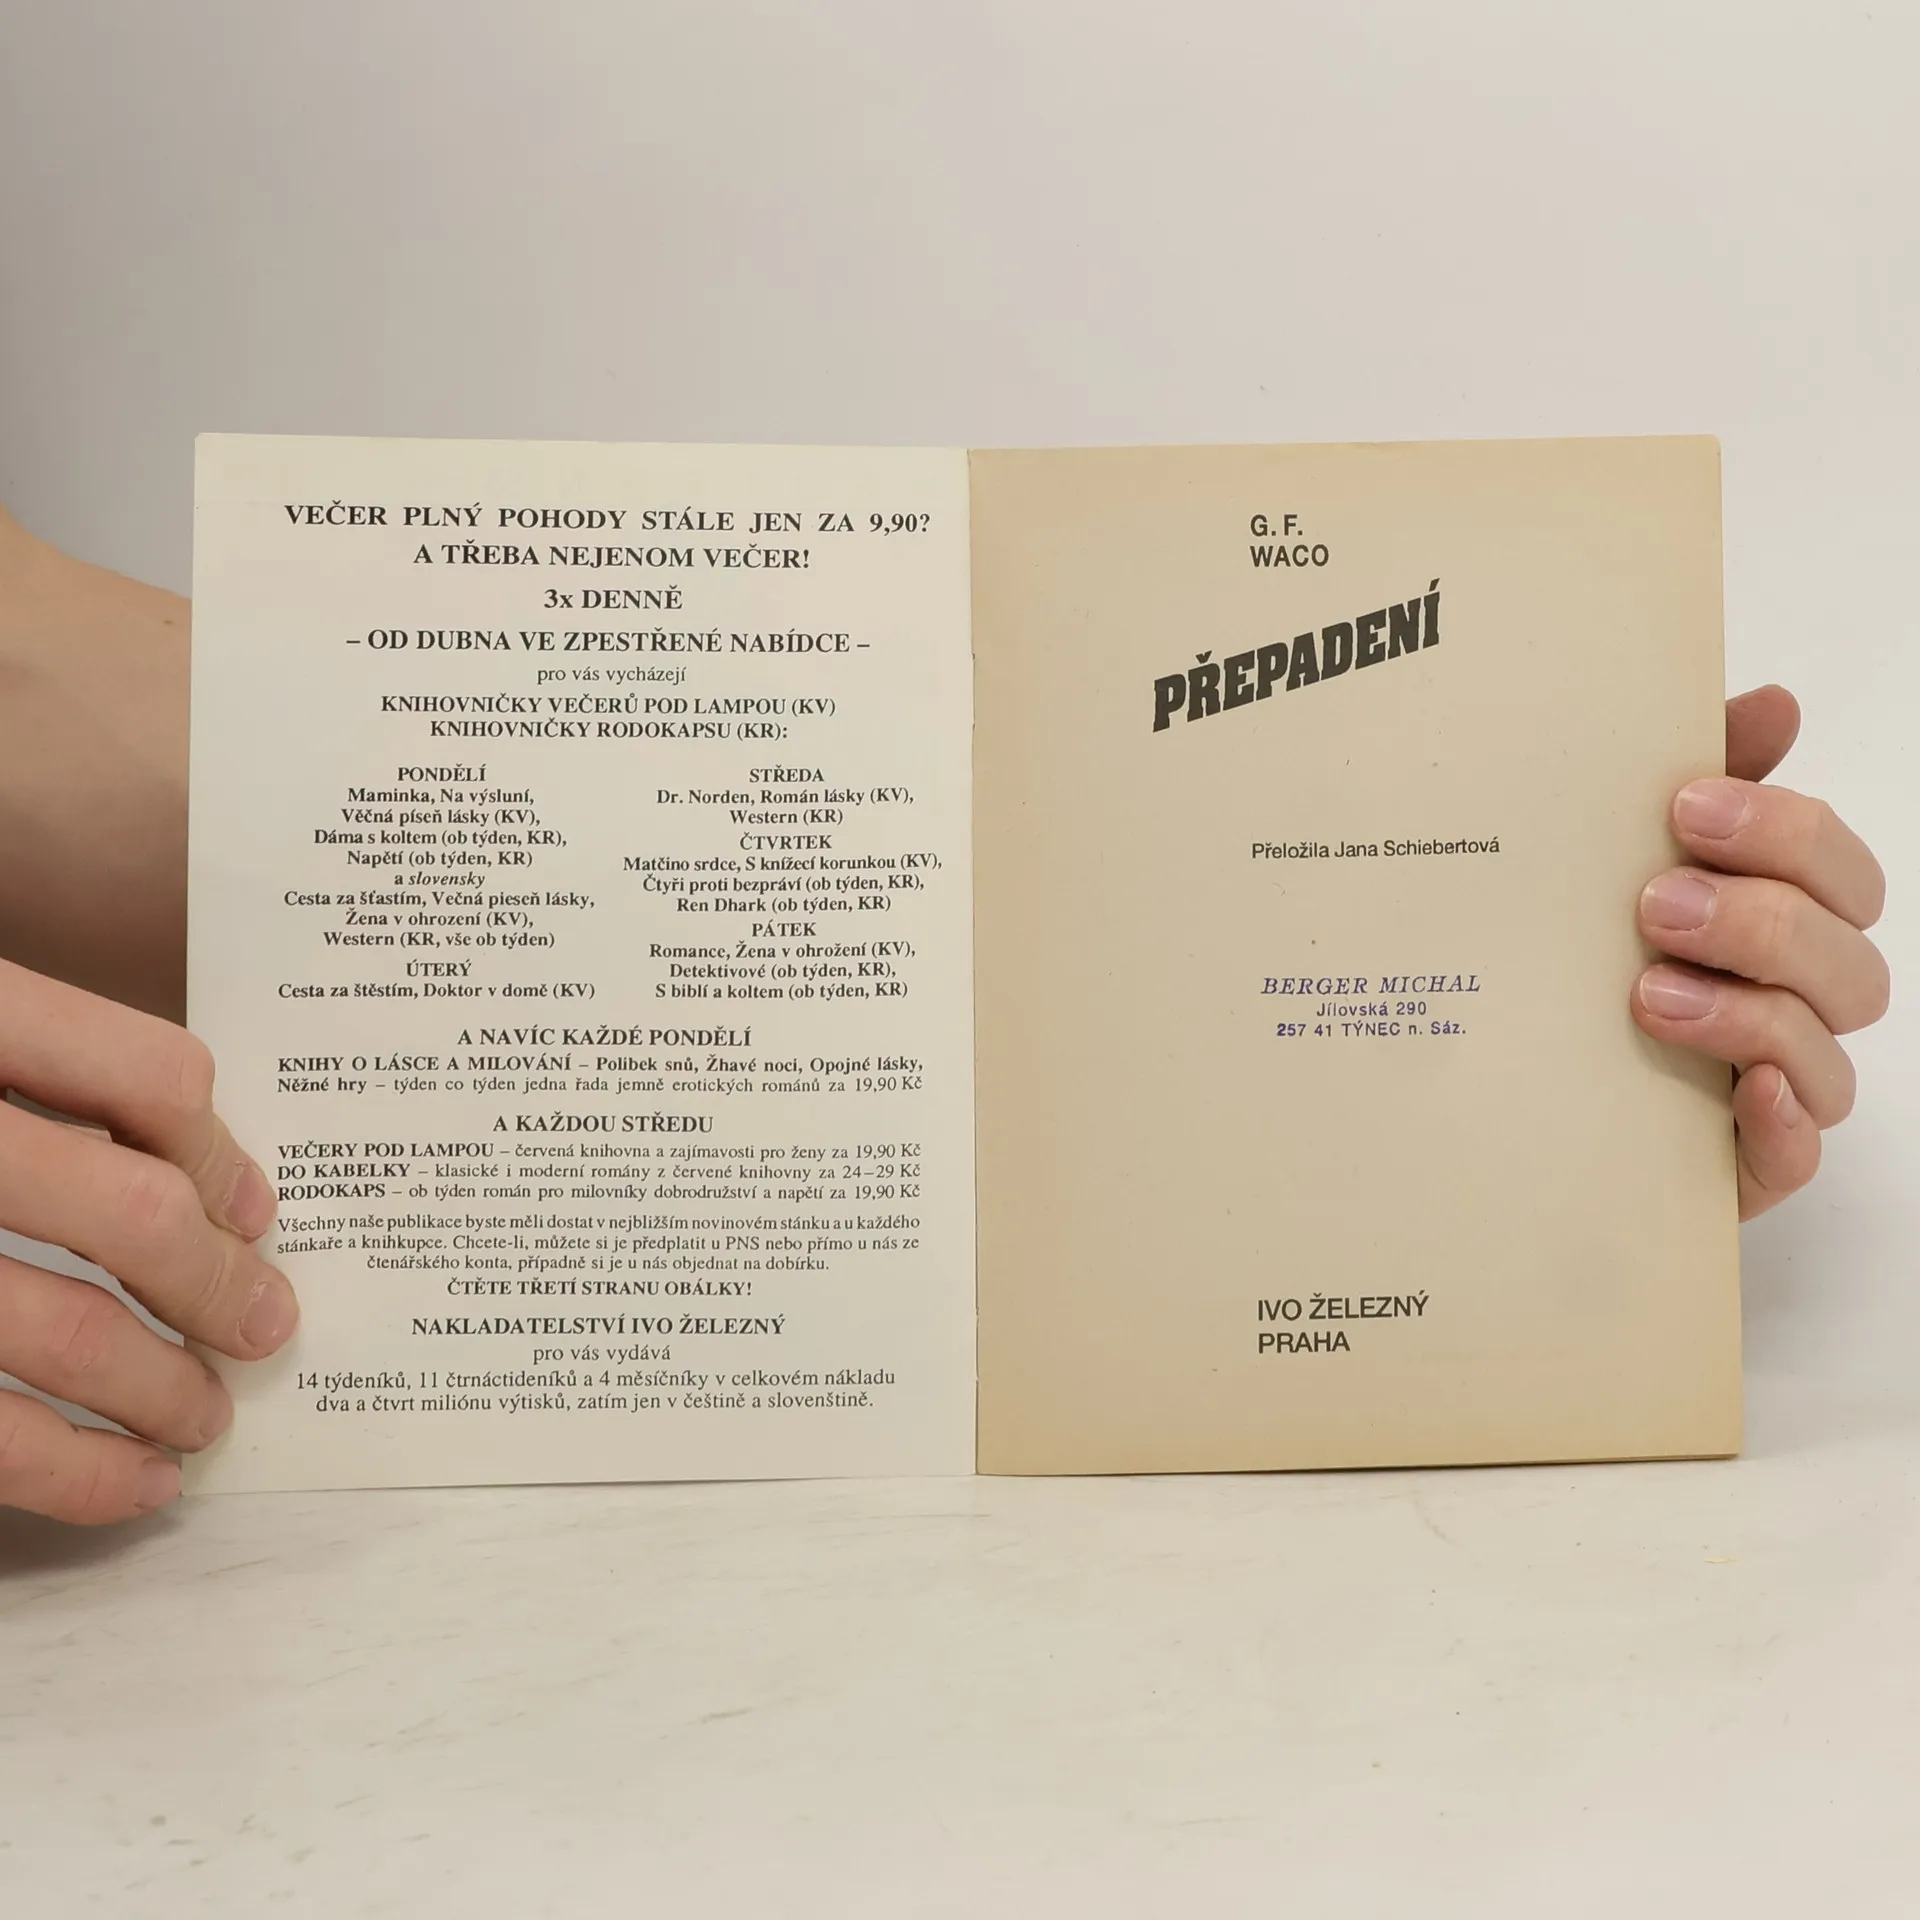 VEČER PLNÝ POHODY STÁLE JEN ZA 9,90?
A TŘEBA NEJENOM VEČER!
3x DENNĚ
– OD DUBNA VE ZPESTŘENÉ NABÍDCE –
pro vás vycházejí
KNIHOVNIČKY VEČERŮ POD LAMPOU (KV)
KNIHOVNIČKY RODOKAPSU (KR):
PONDĚLÍ
Maminka, Na výsluní,
Věčná píseň lásky (KV),
Dáma s koltem (ob týden, KR),
Napětí (ob týden, KR)
a slovensky
Cesta za šťastím, Večná pieseň lásky,
Žena v ohrození (KV),
Western (KR, vše ob týden)
ÚTERÝ
Cesta za štěstím, Doktor v domě (KV)
STŘEDA
Dr. Norden, Román lásky (KV),
Western (KR)
ČTVRTEK
Matčino srdce, S knížecí korunkou (KV),
Čtyři proti bezpráví (ob týden, KR),
Ren Dhark (ob týden, KR)
PÁTEK
Romance, Žena v ohrožení (KV),
Detektivové (ob týden, KR),
S biblí a koltem (ob týden, KR)
A NAVÍC KAŽDÉ PONDĚLÍ
KNIHY O LÁSCE A MILOVÁNÍ – Polibek snů, Žhavé noci, Opojné lásky,
Něžné hry – týden co týden jedna řada jemně erotických románů za 19,90 Kč
A KAŽDOU STŘEDU
VEČERY POD LAMPOU – červená knihovna a zajímavosti pro ženy za 19,90 Kč
DO KABELKY – klasické i moderní romány z červené knihovny za 24–29 Kč
RODOKAPS – ob týden román pro milovníky dobrodružství a napětí za 19,90 Kč
Všechny naše publikace byste měli dostat v nejbližším novinovém stánku a u každého
stánkaře a knihkupce. Chcete-li, můžete si je předplatit u PNS nebo přímo u nás ze
čtenářského konta, případně si je u nás objednat na dobírku.
ČTĚTE TŘETÍ STRANU OBÁLKY!
NAKLADATELSTVÍ IVO ŽELEZNÝ
pro vás vydává
14 týdeníků, 11 čtrnáctideníků a 4 měsíčníky v celkovém nákladu
dva a čtvrt miliónu výtisků, zatím jen v češtině a slovenštině.
G. F.
WACO
PŘEPADENÍ
Přeložila Jana Schiebertová
BERGER MICHAL
Jílovská 290
257 41 TÝNEC n. Sáz.
IVO ŽELEZNÝ
PRAHA